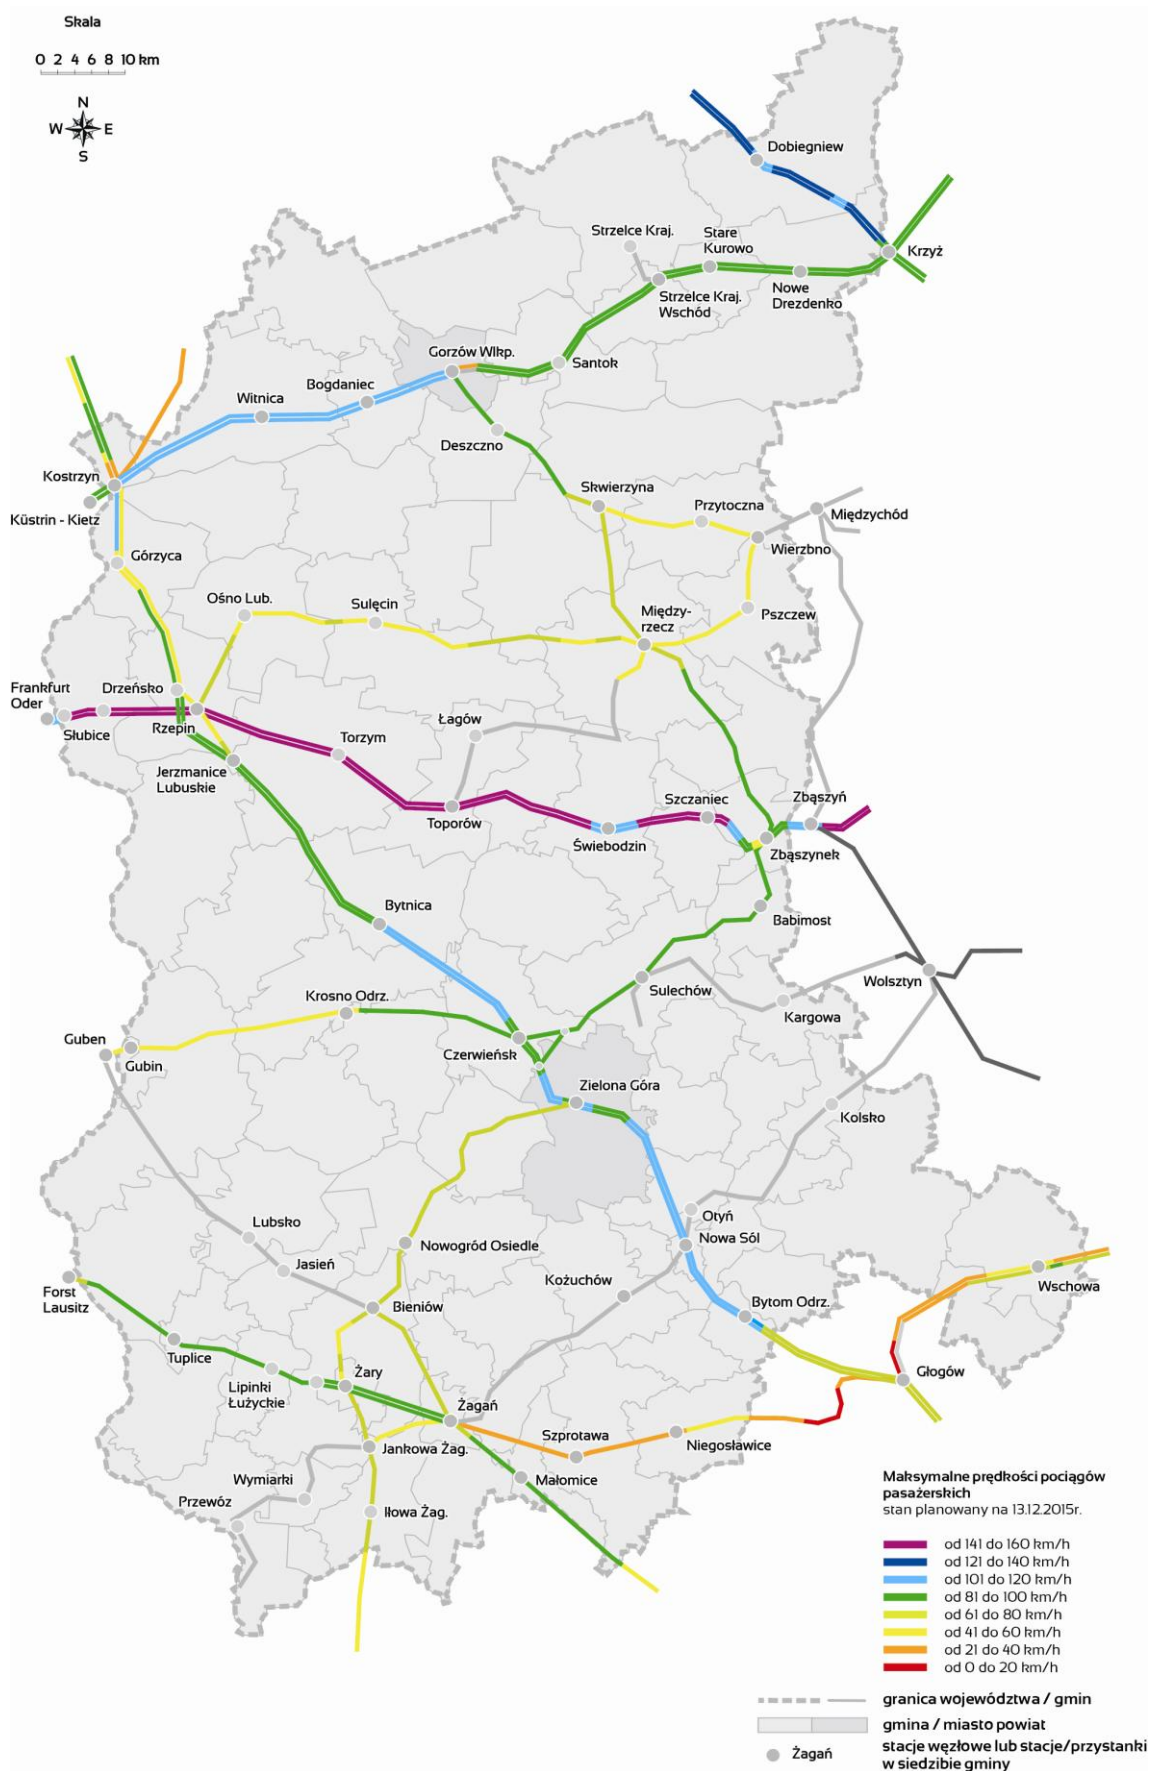 Skala
0 2 4 6 8 10 km
N
W E
S
Dobiegniew
Strzelce Kraj.
Stare
Kurowo
Krzyż
Strzelce Kraj.
Wschód
Nowe
Drezdenko
Gorzów Wlkp.
Santok
Bogdaniec
Witnica
Deszczno
Kostrzyn
Küstrin - Kietz
Skwierzyna
Przytoczna
Międzychód
Wierzbno
Górzyca
Ośno Lub.
Sulęcin
Między-
rzecz
Pszczew
Frankfurt
Oder
Drzeńsko
Słubice
Rzepin
Łagów
Torzym
Jerzmanice
Lubuskie
Toporów
Szczaniec
Zbąszyń
Świebodzin
Zbąszynek
Bytnica
Babimost
Krosno Odrz.
Sulechów
Wolsztyn
Kargowa
Guben
Gubin
Czerwieńsk
Zielona Góra
Kolsko
Lubsko
Otyń
Nowogród Osiedle
Nowa Sól
Jasień
Kożuchów
Wschowa
Forst
Lausitz
Bieniów
Bytom Odrz.
Tuplice
Lipinki
Łużyckie
Żary
Głogów
Żagań
Szprotawa
Niegosławice
Jankowa Żag.
Małomice
Wymiarki
Przewóz
Iłowa Żag.
Maksymalne prędkości pociągów
pasażerskich
stan planowany na 13.12.2015r.
od 141 do 160 km/h
od 121 do 140 km/h
od 101 do 120 km/h
od 81 do 100 km/h
od 61 do 80 km/h
od 41 do 60 km/h
od 21 do 40 km/h
od 0 do 20 km/h
granica województwa / gmin
gmina / miasto powiat
Żagań
stacje węzłowe lub stacje/przystanki
w siedzibie gminy